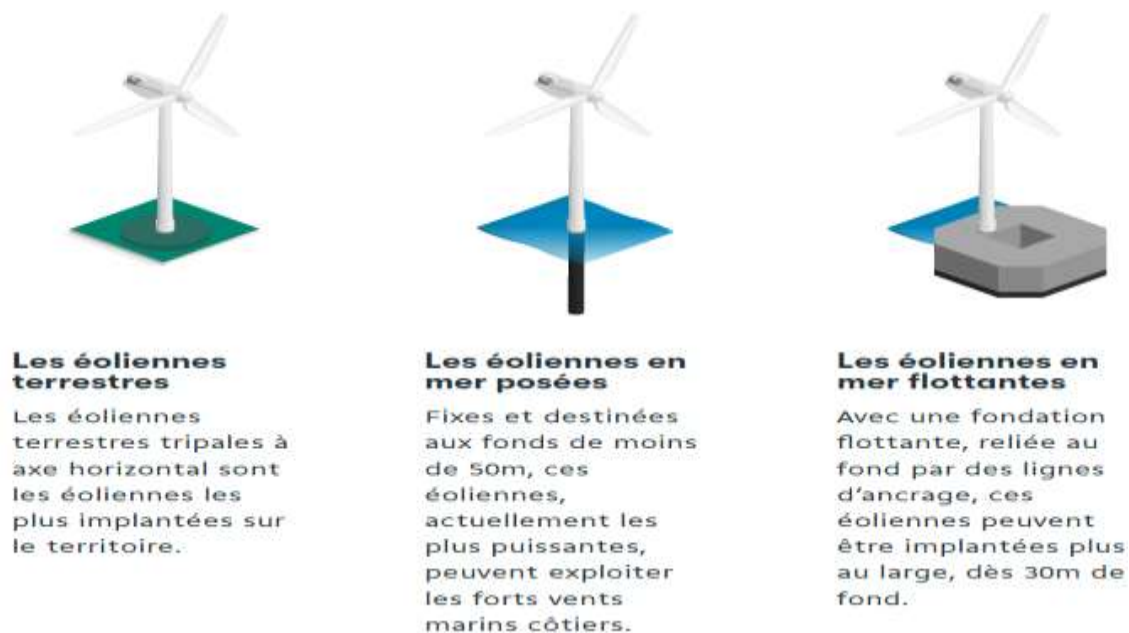 Les éoliennes
terrestres
Les éoliennes
terrestres tripales à
axe horizontal sont
les éoliennes les
plus implantées sur
le territoire.
Les éoliennes en
mer posées
Fixes et destinées
aux fonds de moins
de 50m, ces
éoliennes,
actuellement les
plus puissantes,
peuvent exploiter
les forts vents
marins côtiers.
Les éoliennes en
mer flottantes
Avec une fondation
flottante, reliée au
fond par des lignes
d'ancrage, ces
éoliennes peuvent
être implantées plus
au large, dès 30m de
fond.